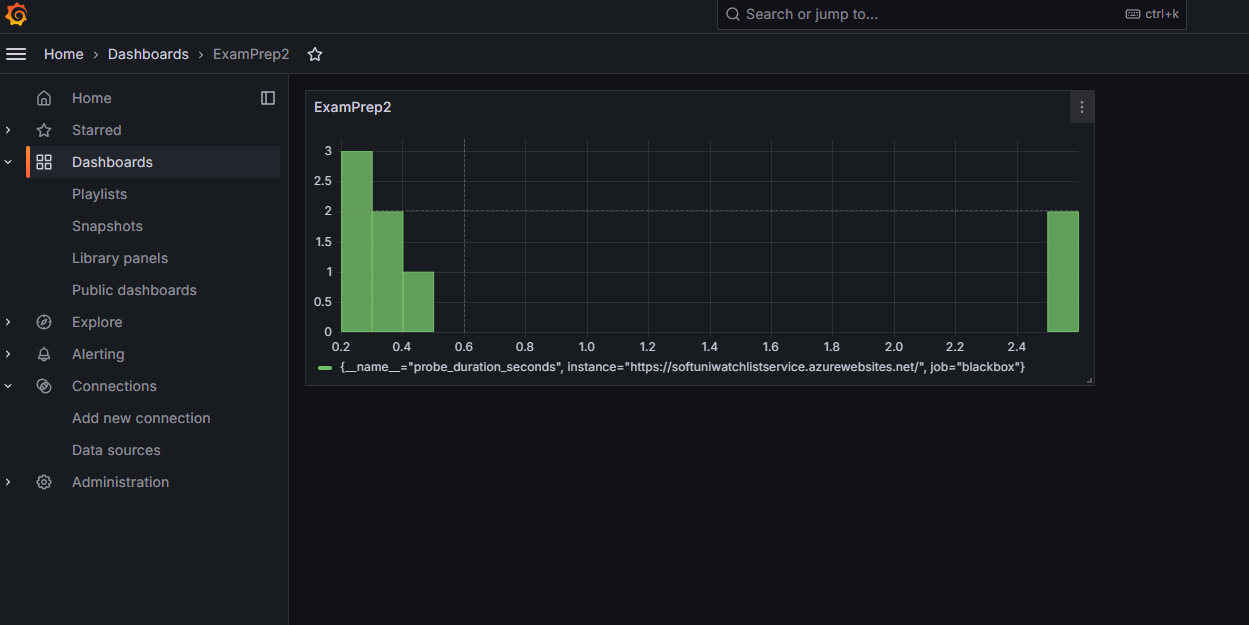 Search or jump to... ctrl+k
Home › Dashboards › ExamPrep2
Home
Starred
Dashboards
Playlists
Snapshots
Library panels
Public dashboards
Explore
Alerting
Connections
Add new connection
Data sources
Administration
ExamPrep2
3
2.5
2
1.5
1
0.5
0
0.2 0.4 0.6 0.8 1.0 1.2 1.4 1.6 1.8 2.0 2.2 2.4
{__name__="probe_duration_seconds", instance="https://softuniwatchlistservice.azurewebsites.net/", job="blackbox"}